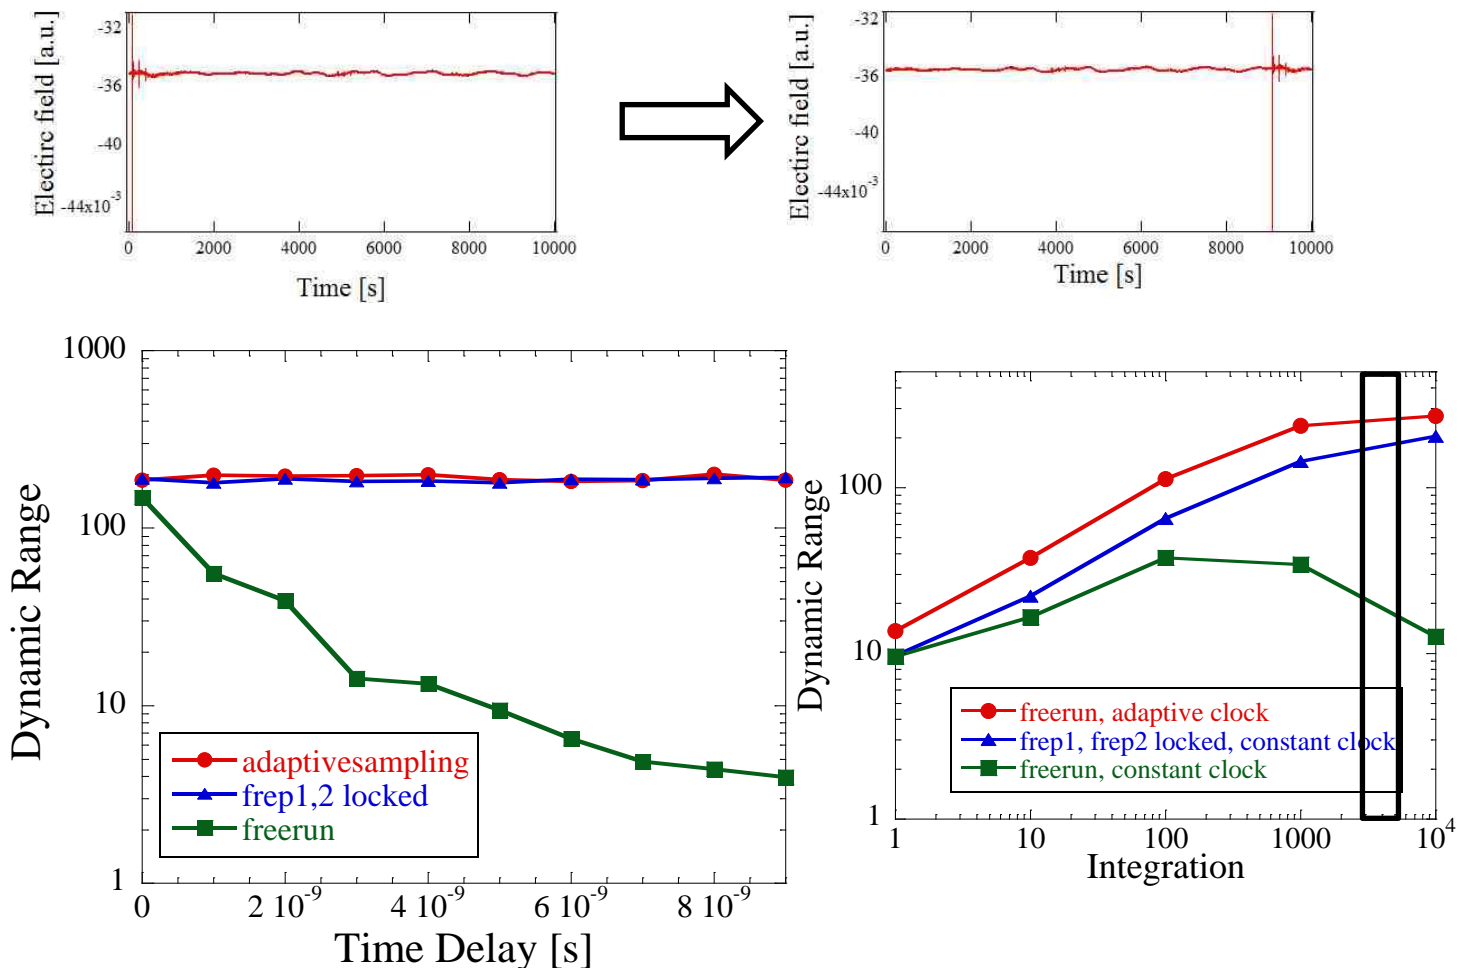 Electirc field [a.u.]
-32
-36
-40
-44x10-3
0 2000 4000 6000 8000 10000
Time [s]
Electirc field [a.u.]
-32
-36
-40
-44x10-3
0 2000 4000 6000 8000 10000
Time [s]
Dynamic Range
1000
100
10
1
adaptivesampling
frep1,2 locked
freerun
0 2 10-9 4 10-9 6 10-9 8 10-9
Time Delay [s]
Dynamic Range
100
10
1
freerun, adaptive clock
frep1, frep2 locked, constant clock
freerun, constant clock
1 10 100 1000 104
Integration